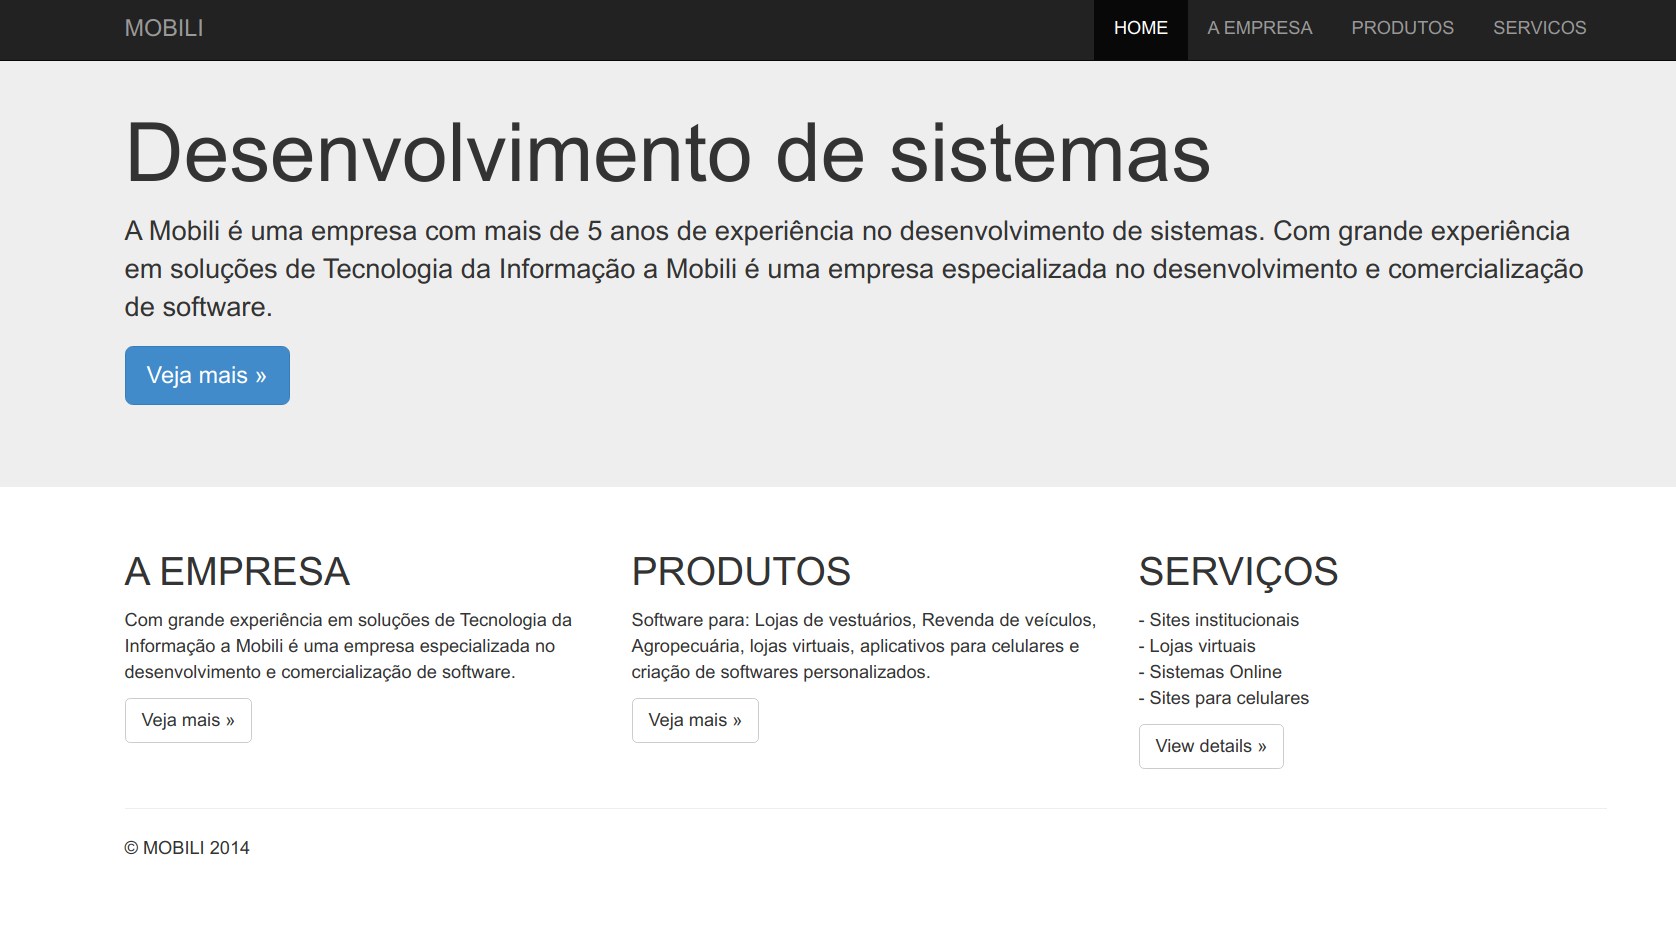 MOBILI
HOME
A EMPRESA
PRODUTOS
SERVICOS
Desenvolvimento de sistemas
A Mobili é uma empresa com mais de 5 anos de experiência no desenvolvimento de sistemas. Com grande experiência
em soluções de Tecnologia da Informação a Mobili é uma empresa especializada no desenvolvimento e comercialização
de software.
Veja mais »
A EMPRESA
Com grande experiência em soluções de Tecnologia da
Informação a Mobili é uma empresa especializada no
desenvolvimento e comercialização de software.
Veja mais »
PRODUTOS
Software para: Lojas de vestuários, Revenda de veículos,
Agropecuária, lojas virtuais, aplicativos para celulares e
criação de softwares personalizados.
Veja mais »
SERVIÇOS
- Sites institucionais
- Lojas virtuais
- Sistemas Online
- Sites para celulares
View details »
© MOBILI 2014